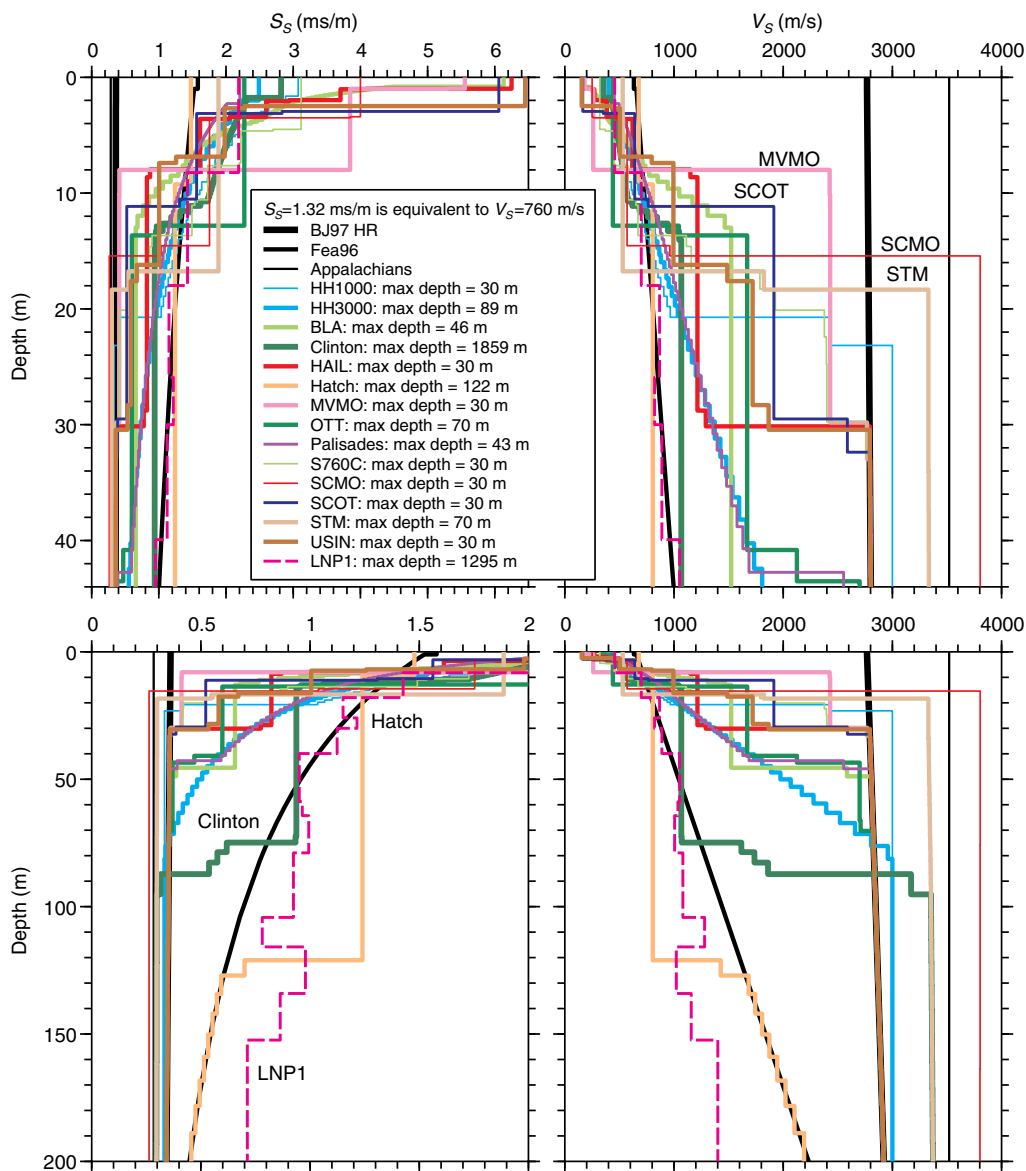 S_S (ms/m)
V_S (m/s)
0 1 2 3 4 5 6
0 1000 2000 3000 4000
0
10
20
30
40
Depth (m)
MVMO
SCOT
SCMO
STM
S_S=1.32 ms/m is equivalent to V_S=760 m/s
BJ97 HR
Fea96
Appalachians
HH1000: max depth = 30 m
HH3000: max depth = 89 m
BLA: max depth = 46 m
Clinton: max depth = 1859 m
HAIL: max depth = 30 m
Hatch: max depth = 122 m
MVMO: max depth = 30 m
OTT: max depth = 70 m
Palisades: max depth = 43 m
S760C: max depth = 30 m
SCMO: max depth = 30 m
SCOT: max depth = 30 m
STM: max depth = 70 m
USIN: max depth = 30 m
LNP1: max depth = 1295 m
0 0.5 1 1.5 2
0 1000 2000 3000 4000
0
50
100
150
200
Depth (m)
Hatch
Clinton
LNP1